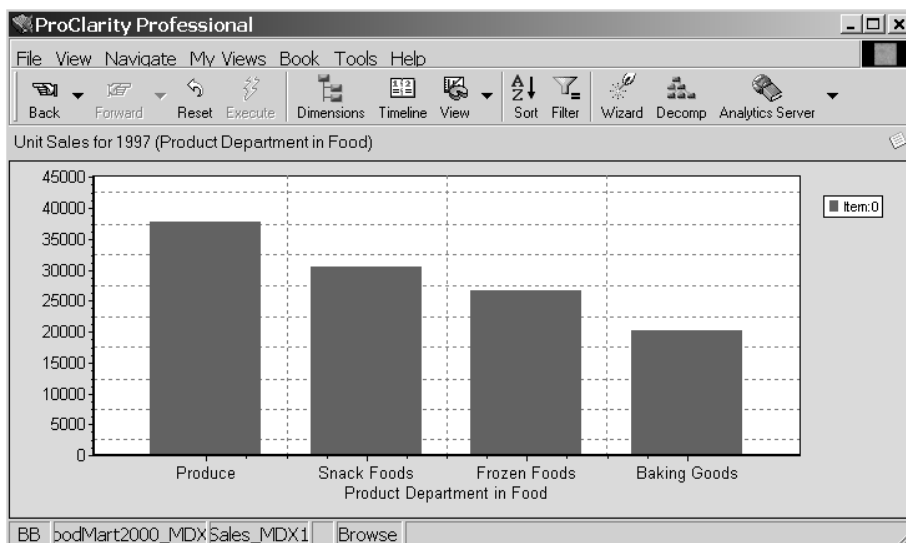 ProClarity Professional
File View Navigate My Views Book Tools Help
Back Forward Reset Execute Dimensions Timeline View Sort Filter Wizard Decomp Analytics Server
Unit Sales for 1997 (Product Department in Food)
45000
40000
35000
30000
25000
20000
15000
10000
5000
0
Item:0
Produce Snack Foods Frozen Foods Baking Goods
Product Department in Food
BB oodMart2000_MDX Sales_MDX1 Browse